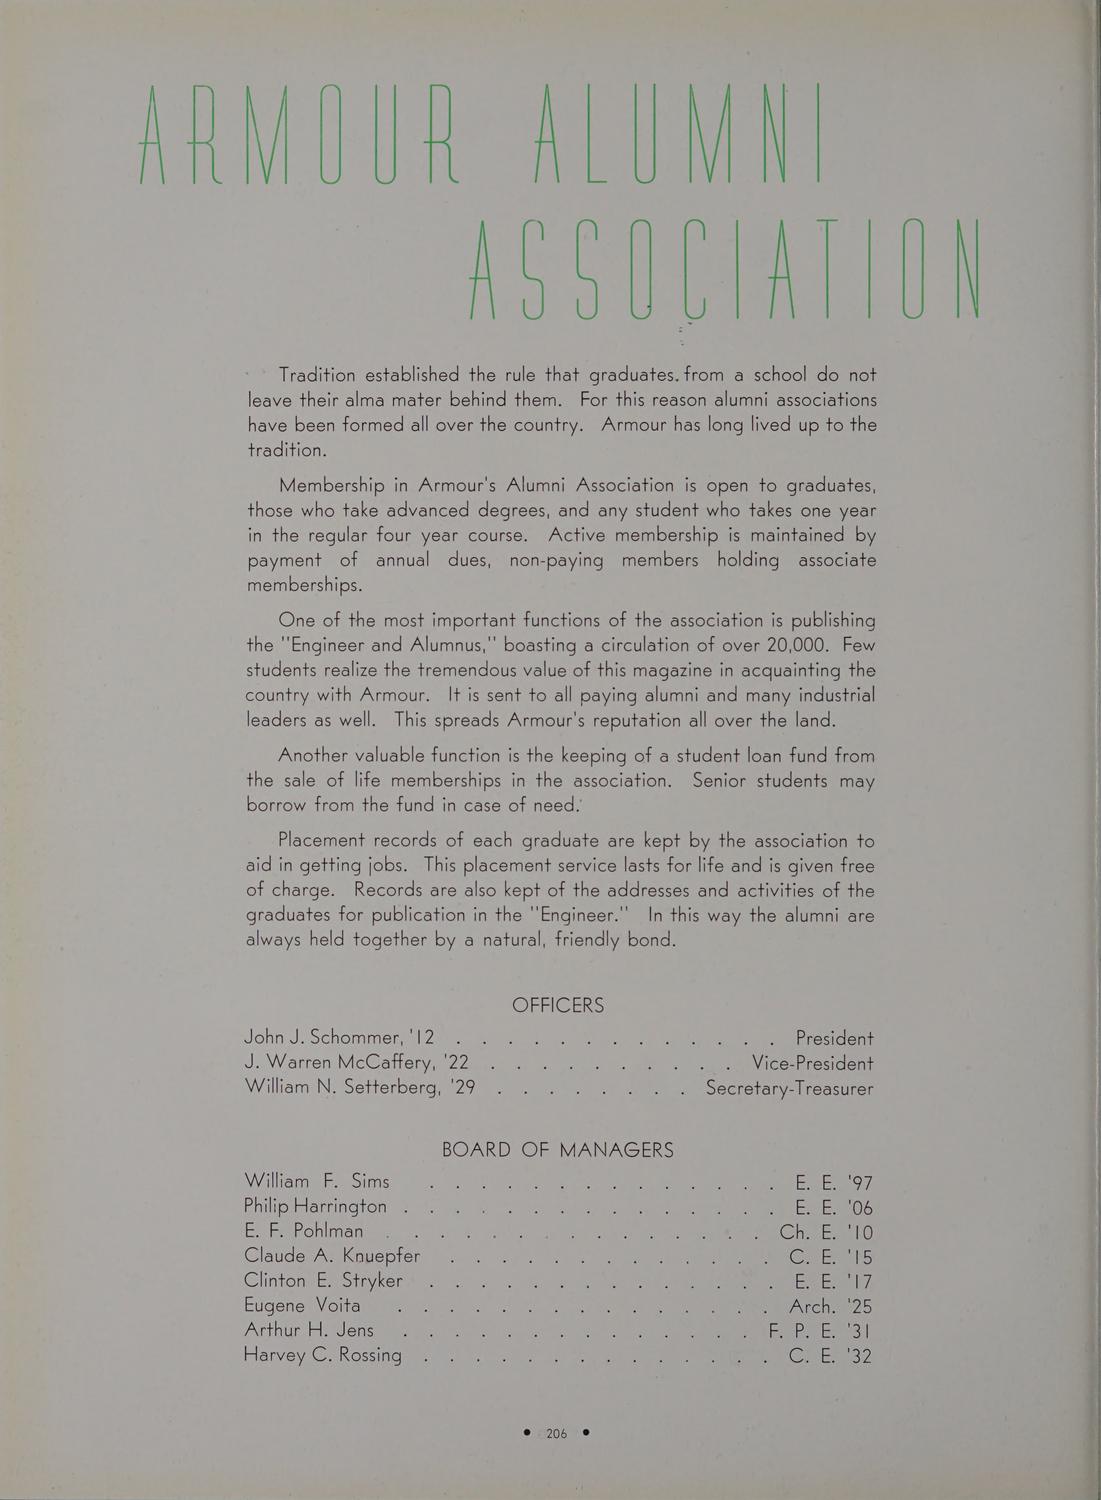 ARMOUR ALUMNI
ASSOCIATION
Tradition established the rule that graduates from a school do not
leave their alma mater behind them. For this reason alumni associations
have been formed all over the country. Armour has long lived up to the
tradition.
Membership in Armour's Alumni Association is open to graduates,
those who take advanced degrees, and any student who takes one year
in the regular four year course. Active membership is maintained by
payment of annual dues, non-paying members holding associate
memberships.
One of the most important functions of the association is publishing
the "Engineer and Alumnus," boasting a circulation of over 20,000. Few
students realize the tremendous value of this magazine in acquainting the
country with Armour. It is sent to all paying alumni and many industrial
leaders as well. This spreads Armour's reputation all over the land.
Another valuable function is the keeping of a student loan fund from
the sale of life memberships in the association. Senior students may
borrow from the fund in case of need.
Placement records of each graduate are kept by the association to
aid in getting jobs. This placement service lasts for life and is given free
of charge. Records are also kept of the addresses and activities of the
graduates for publication in the "Engineer." In this way the alumni are
always held together by a natural, friendly bond.
OFFICERS
John J. Schommer, '12 . . . . . . . . . . . . . President
J. Warren McCaffery, '22 . . . . . . . . . . Vice-President
William N. Setterberg, '29 . . . . . . . . Secretary-Treasurer
BOARD OF MANAGERS
William F. Sims . . . . . . . . . . . . . . E. E. '97
Philip Harrington . . . . . . . . . . . . . . . E. E. '06
E. F. Pohlman . . . . . . . . . . . . . . . Ch. E. '10
Claude A. Knuepfer . . . . . . . . . . . . . C. E. '15
Clinton E. Stryker . . . . . . . . . . . . . . E. E. '17
Eugene Voita . . . . . . . . . . . . . . . Arch. '25
Arthur H. Jens . . . . . . . . . . . . . . F. P. E. '31
Harvey C. Rossing . . . . . . . . . . . . . . C. E. '32
• 206 •